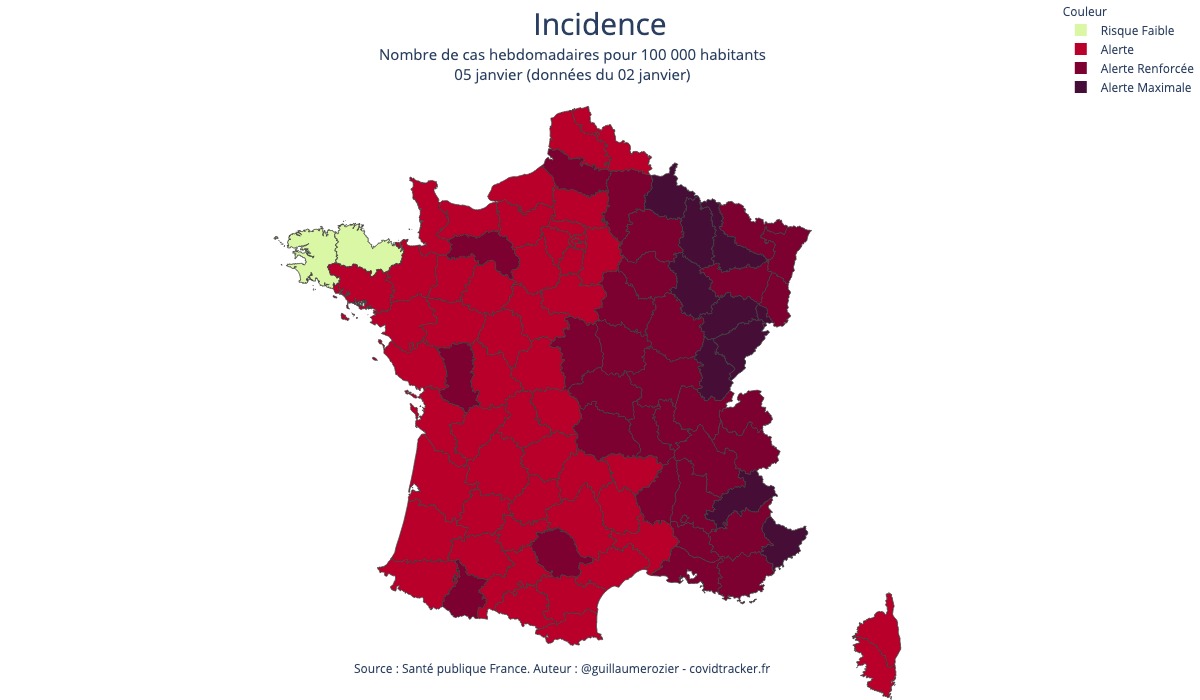 Incidence
Nombre de cas hebdomadaires pour 100 000 habitants
05 janvier (données du 02 janvier)
Couleur
Risque Faible
Alerte
Alerte Renforcée
Alerte Maximale
Source : Santé publique France. Auteur : @guillaumerozier - covidtracker.fr